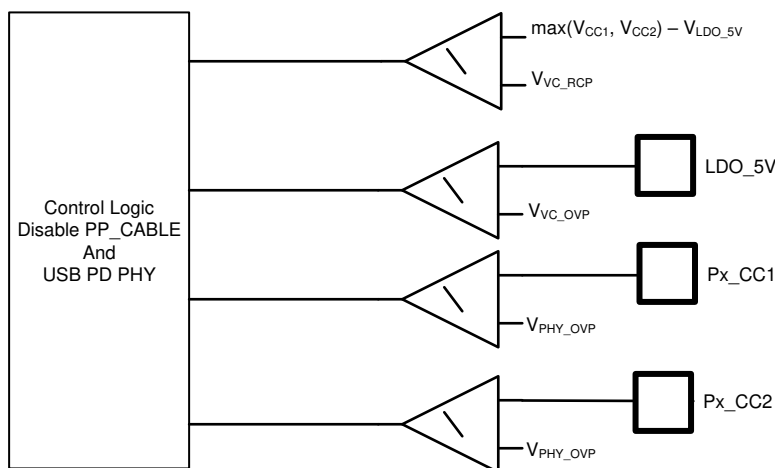 max(VCC1, VCC2) – VLDO_5V
VVC_RCP
LDO_5V
VVC_OVP
Control Logic
Disable PP_CABLE
And
USB PD PHY
Px_CC1
VPHY_OVP
Px_CC2
VPHY_OVP